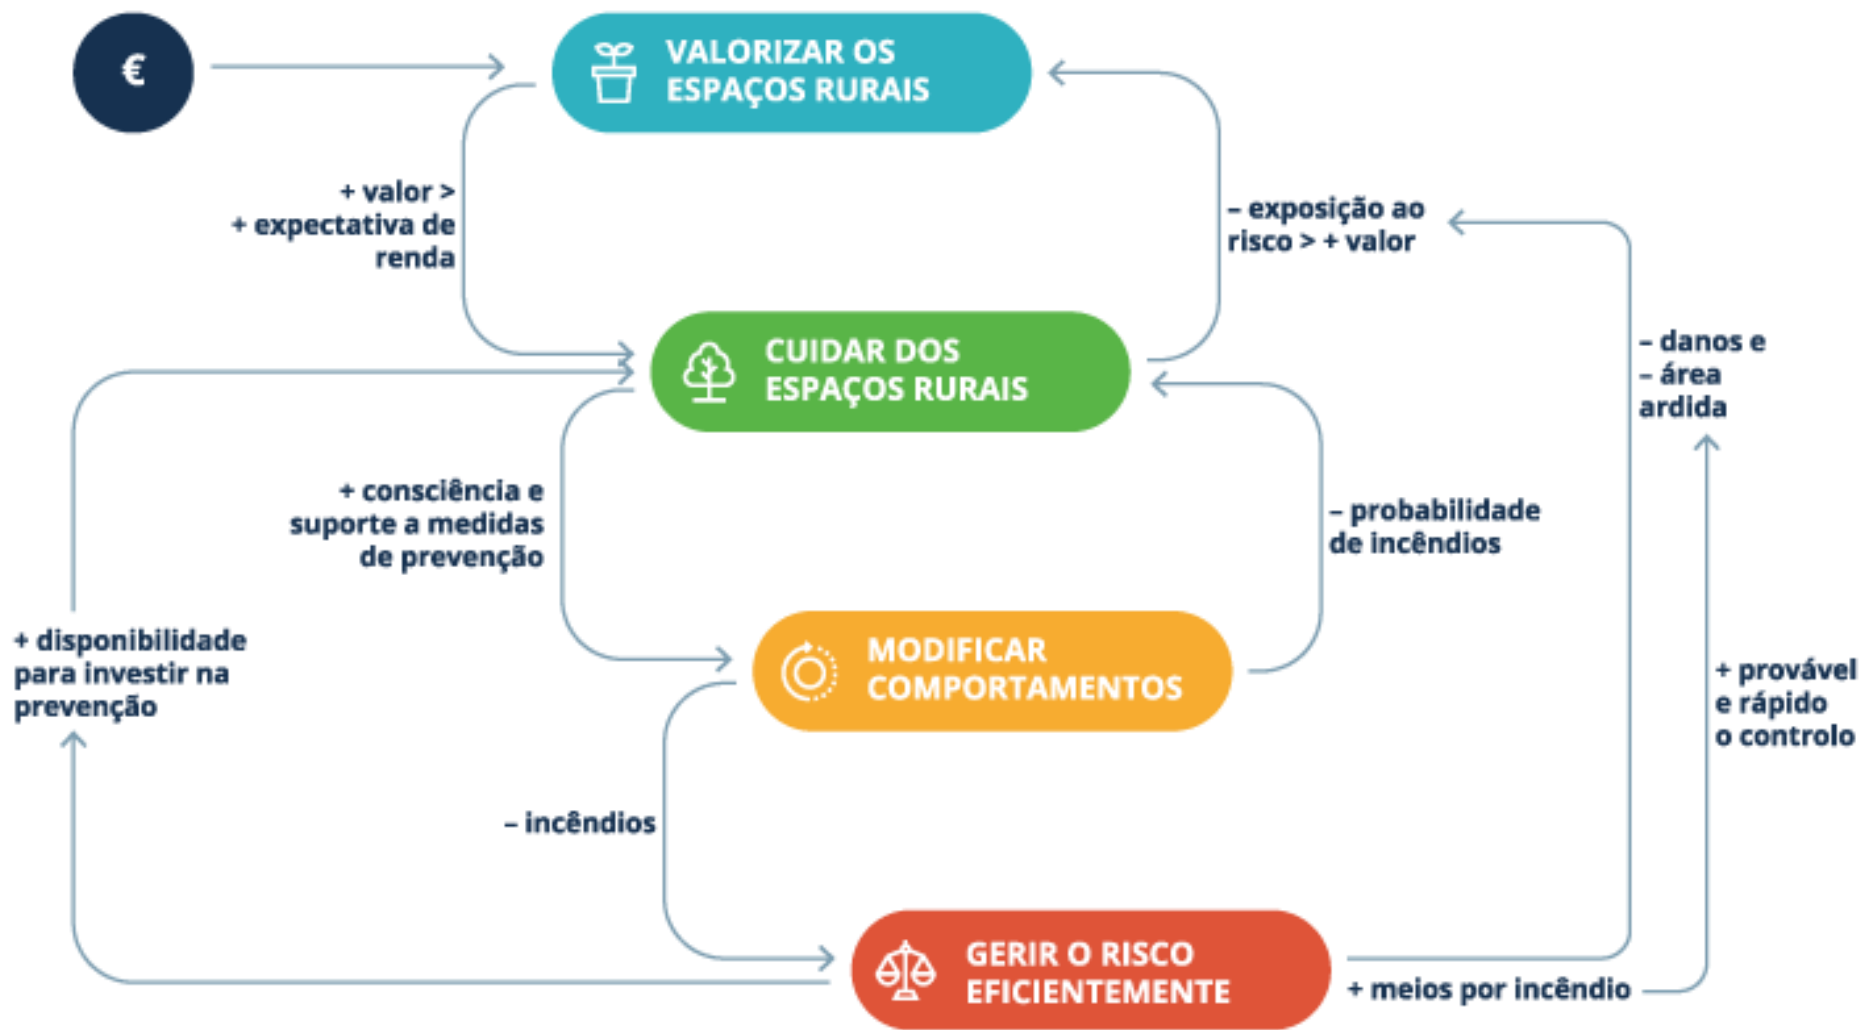 €
VALORIZAR OS
ESPAÇOS RURAIS
+ valor >
+ expectativa de
renda
– exposição ao
risco > + valor
CUIDAR DOS
ESPAÇOS RURAIS
– danos e
– área
ardida
+ consciência e
suporte a medidas
de prevenção
– probabilidade
de incêndios
+ disponibilidade
para investir na
prevenção
MODIFICAR
COMPORTAMENTOS
+ provável
e rápido
o controlo
– incêndios
GERIR O RISCO
EFICIENTEMENTE
+ meios por incêndio